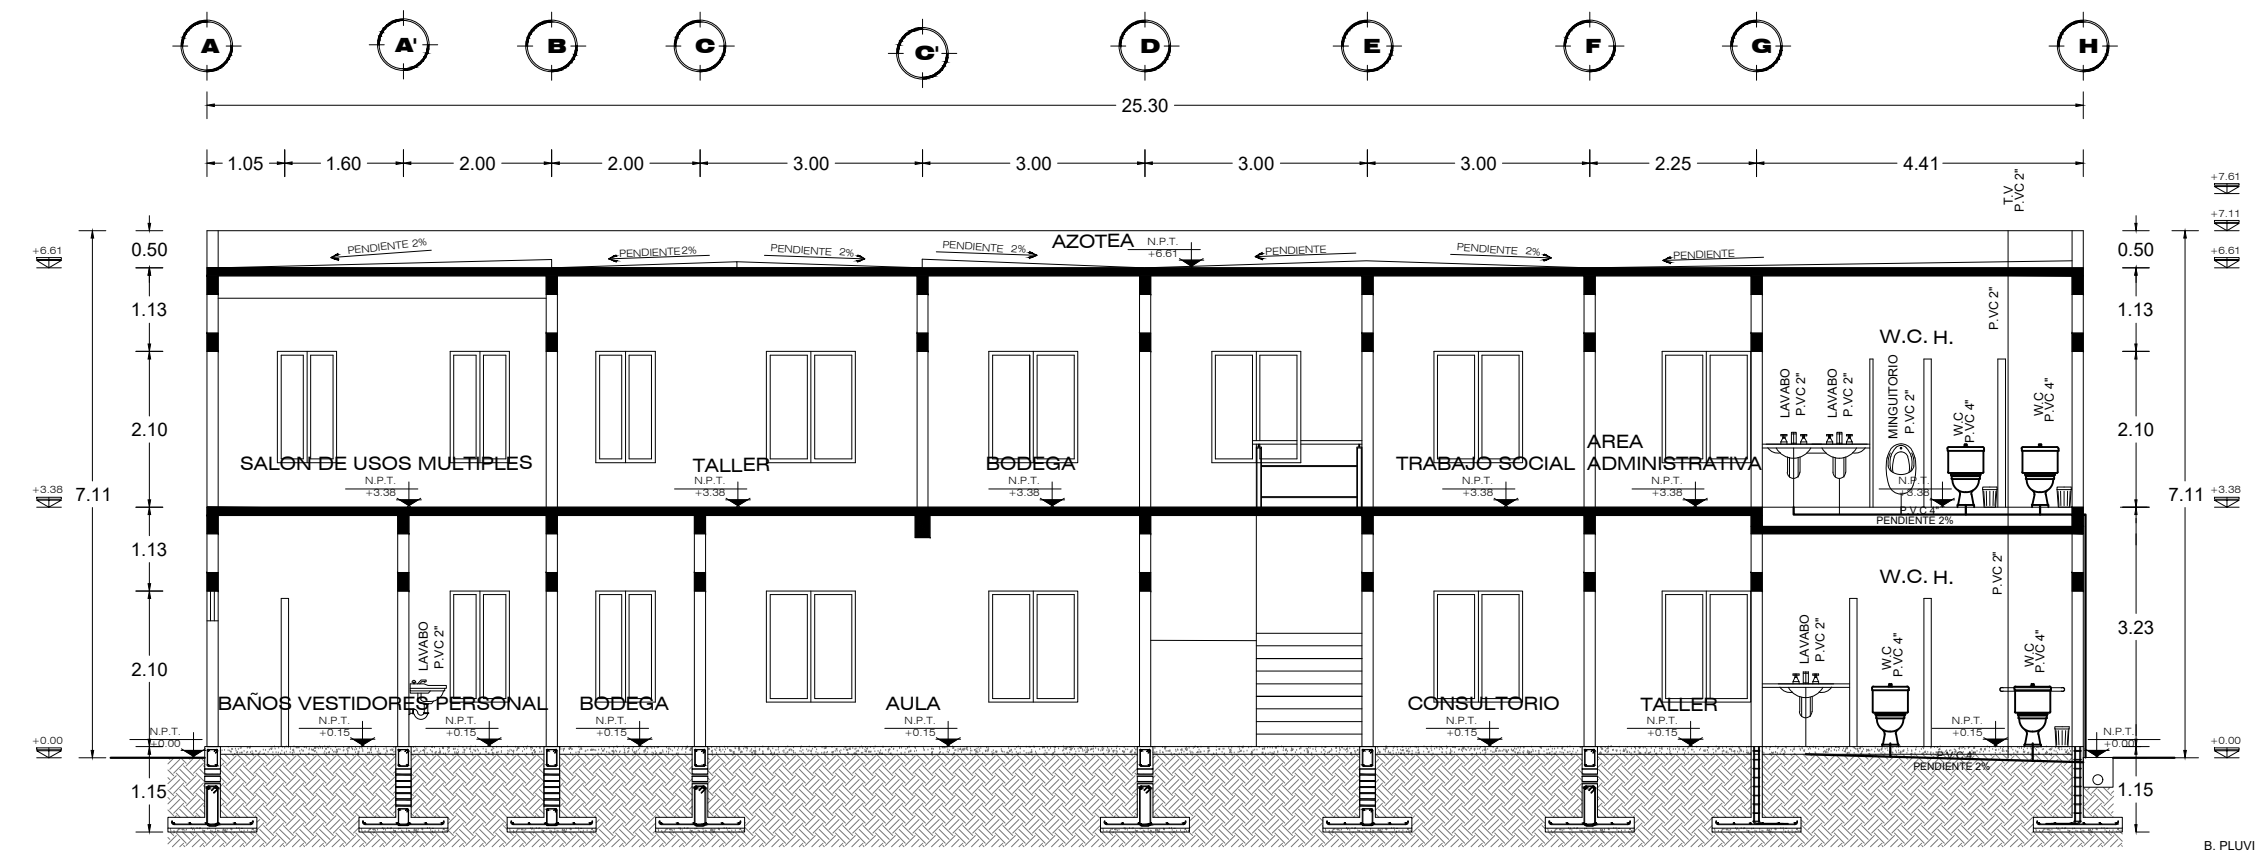 A A' B C C' D E F G H
25.30
1.05 1.60 2.00 2.00 3.00 3.00 3.00 3.00 2.25 4.41
T.V
P.VC 2"
+7.61
+7.11
+6.61
+6.61
0.50
PENDIENTE 2%
PENDIENTE2%
PENDIENTE 2%
PENDIENTE 2%
AZOTEA
N.P.T.
+6.61
PENDIENTE
PENDIENTE 2%
PENDIENTE
0.50
1.13
P.VC 2"
1.13
W.C. H.
2.10
LAVABO
P.VC 2"
LAVABO
P.VC 2"
MINGUITORIO
P.VC 2"
W.C
P.VC 4"
W.C
P.VC 4"
2.10
SALON DE USOS MULTIPLES
TALLER
BODEGA
TRABAJO SOCIAL
AREA
ADMINISTRATIVA
N.P.T.
+3.38
N.P.T.
+3.38
N.P.T.
+3.38
N.P.T.
+3.38
N.P.T.
+3.38
N.P.T.
+3.38
+3.38
7.11
7.11
+3.38
P.V.C 4"
PENDIENTE 2%
1.13
P.VC 2"
W.C. H.
2.10
LAVABO
P.VC 2"
LAVABO
P.VC 2"
W.C
P.VC 4"
W.C
P.VC 4"
3.23
BAÑOS VESTIDORES PERSONAL
BODEGA
AULA
CONSULTORIO
TALLER
N.P.T.
+0.15
N.P.T.
+0.15
N.P.T.
+0.15
N.P.T.
+0.15
N.P.T.
+0.15
N.P.T.
+0.15
N.P.T.
+0.15
+0.00
N.P.T.
+0.00
N.P.T.
+0.00
+0.00
P.V.C 4"
PENDIENTE 2%
1.15
1.15
B. PLUVI